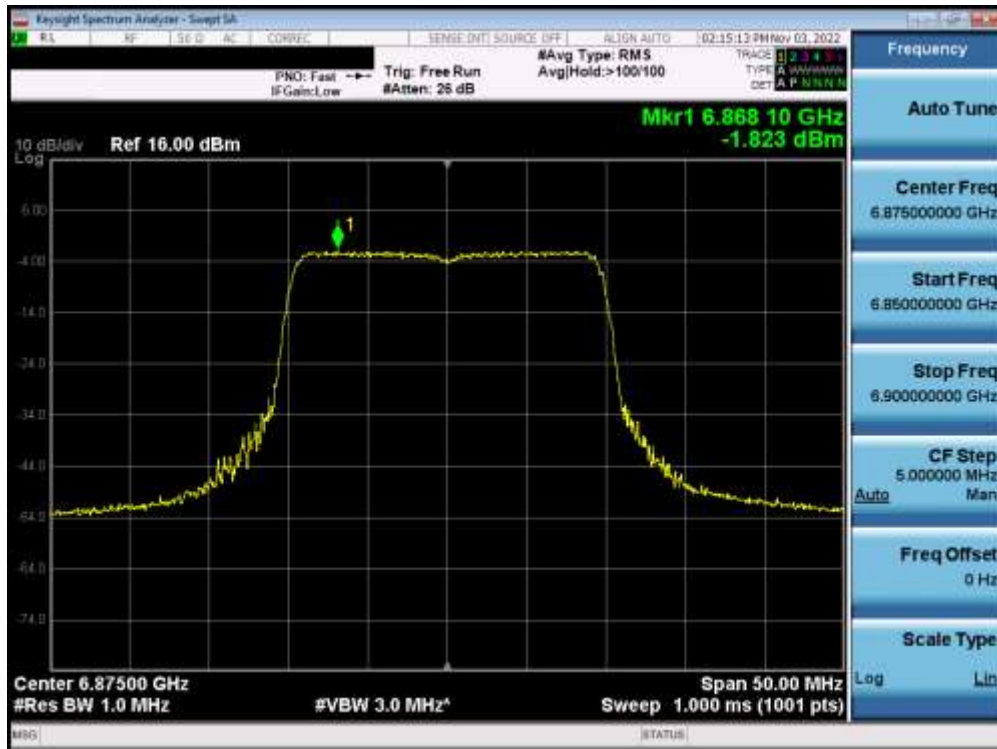 Keysight Spectrum Analyzer - Swept SA
RL RF 50 Ω AC CORREC SENSE:INT SOURCE OFF ALIGN AUTO 02:15:13 PM Nov 03, 2022
PNO: Fast Trig: Free Run #Avg Type: RMS TRACE 1 2 3 4 5 6
IFGain:Low #Atten: 26 dB Avg|Hold:>100/100 TYPE A WWWWW
DET A P N N N N
Mkr1 6.868 10 GHz
-1.823 dBm
10 dB/div Ref 16.00 dBm
Log
1
6.00
-4.00
-14.0
-24.0
-34.0
-44.0
-54.0
-64.0
-74.0
Center 6.87500 GHz Span 50.00 MHz
#Res BW 1.0 MHz #VBW 3.0 MHz* Sweep 1.000 ms (1001 pts)
MSG STATUS
Frequency
Auto Tune
Center Freq
6.875000000 GHz
Start Freq
6.850000000 GHz
Stop Freq
6.900000000 GHz
CF Step
5.000000 MHz
Auto Man
Freq Offset
0 Hz
Scale Type
Log Lin